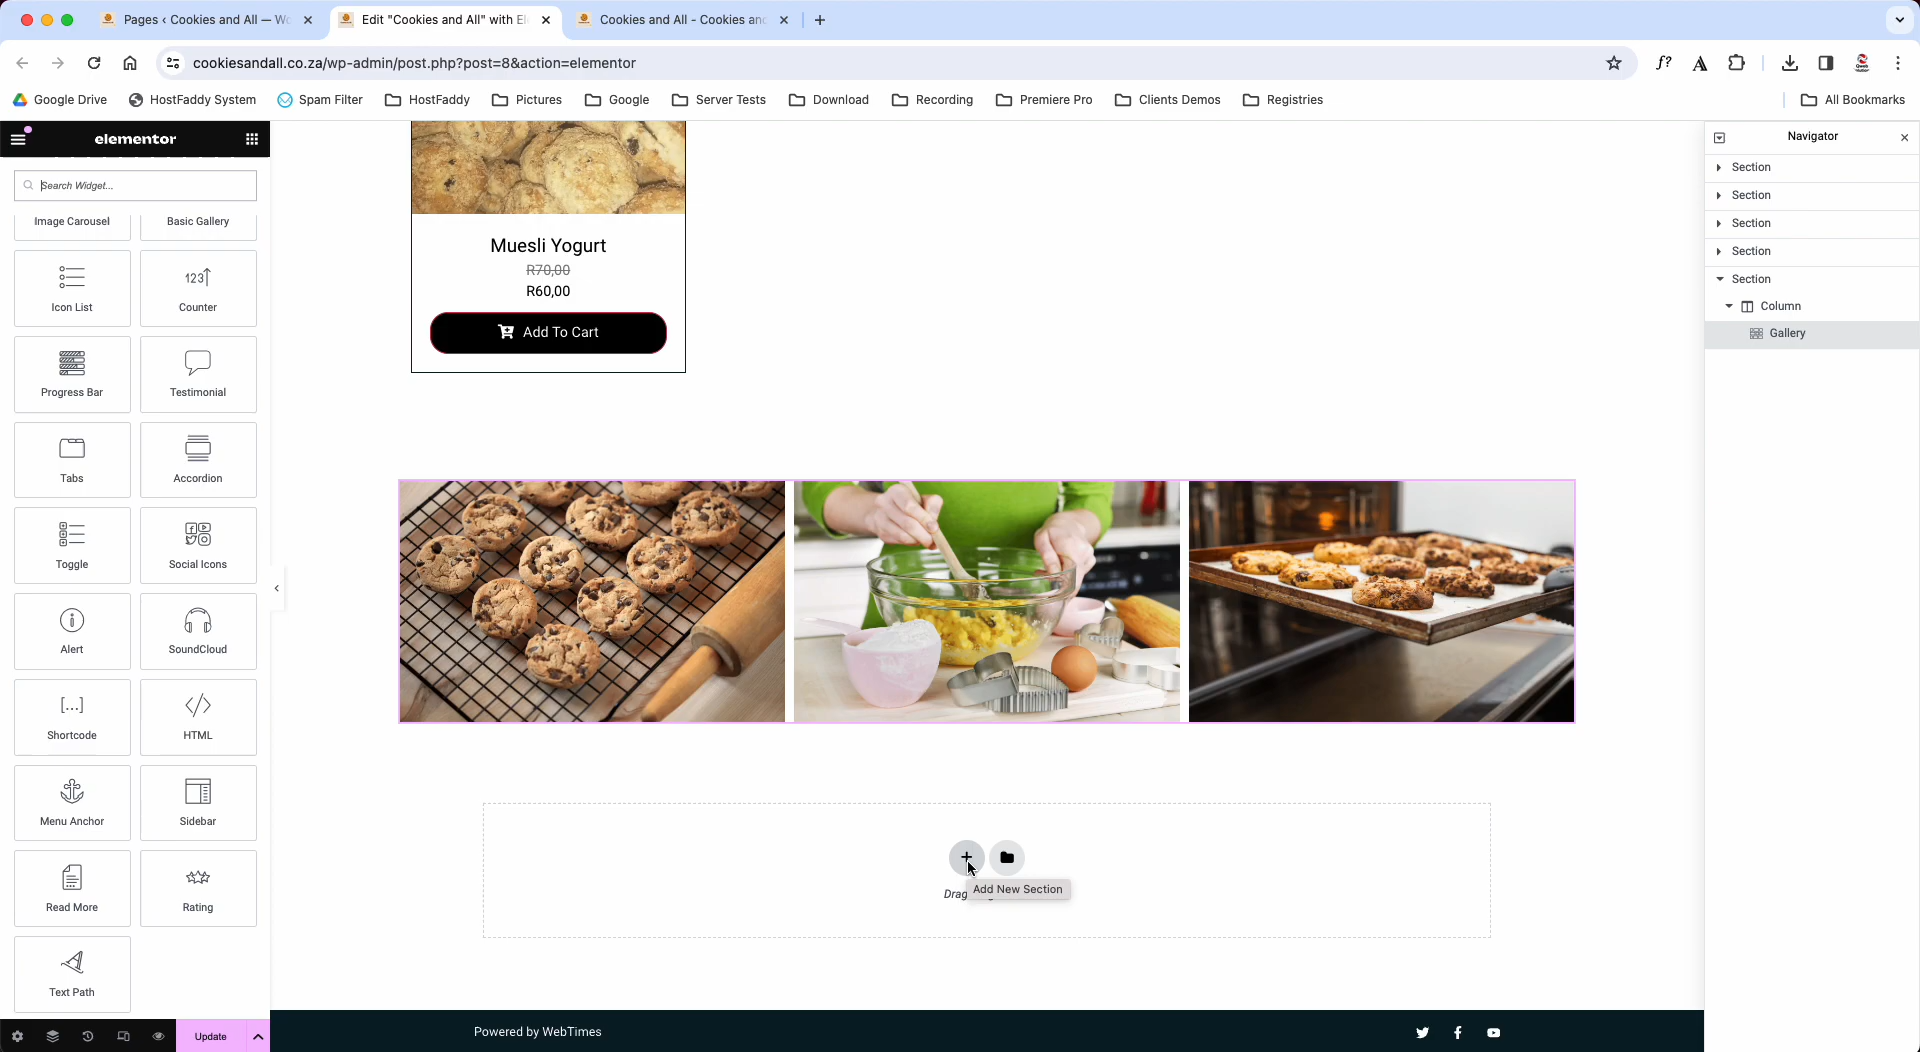 Pages ‹ Cookies and All — Wo
Edit "Cookies and All" with El
Cookies and All - Cookies and
cookiesandall.co.za/wp-admin/post.php?post=8&action=elementor
f?
A
Google Drive
HostFaddy System
Spam Filter
HostFaddy
Pictures
Google
Server Tests
Download
Recording
Premiere Pro
Clients Demos
Registries
All Bookmarks
elementor
Search Widget...
Image Carousel
Basic Gallery
Icon List
123
Counter
Progress Bar
Testimonial
Tabs
Accordion
Toggle
Social Icons
Alert
SoundCloud
[...]
Shortcode
</>
HTML
Menu Anchor
Sidebar
Read More
Rating
Text Path
Update
Muesli Yogurt
R70,00
R60,00
Add To Cart
Add New Section
Drag
Powered by WebTimes
Navigator
Section
Section
Section
Section
Section
Column
Gallery